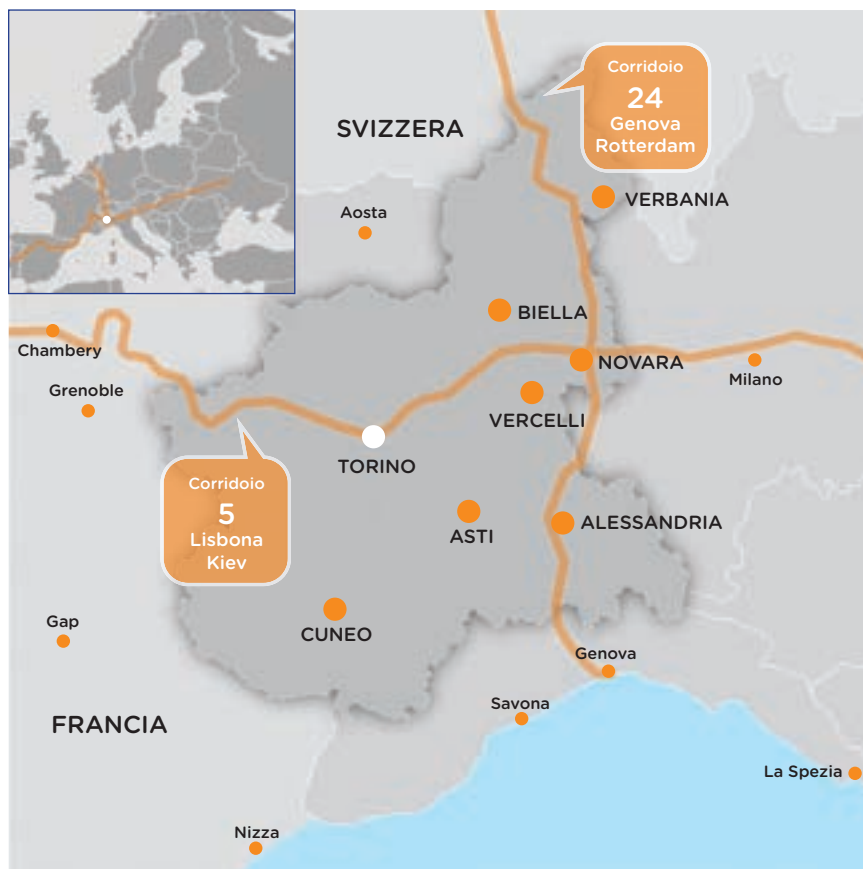 Corridoio
24
Genova
Rotterdam
SVIZZERA
VERBANIA
Aosta
BIELLA
Chambery
NOVARA
Milano
Grenoble
VERCELLI
TORINO
Corridoio
5
Lisbona
Kiev
ASTI
ALESSANDRIA
CUNEO
Gap
Genova
Savona
FRANCIA
La Spezia
Nizza